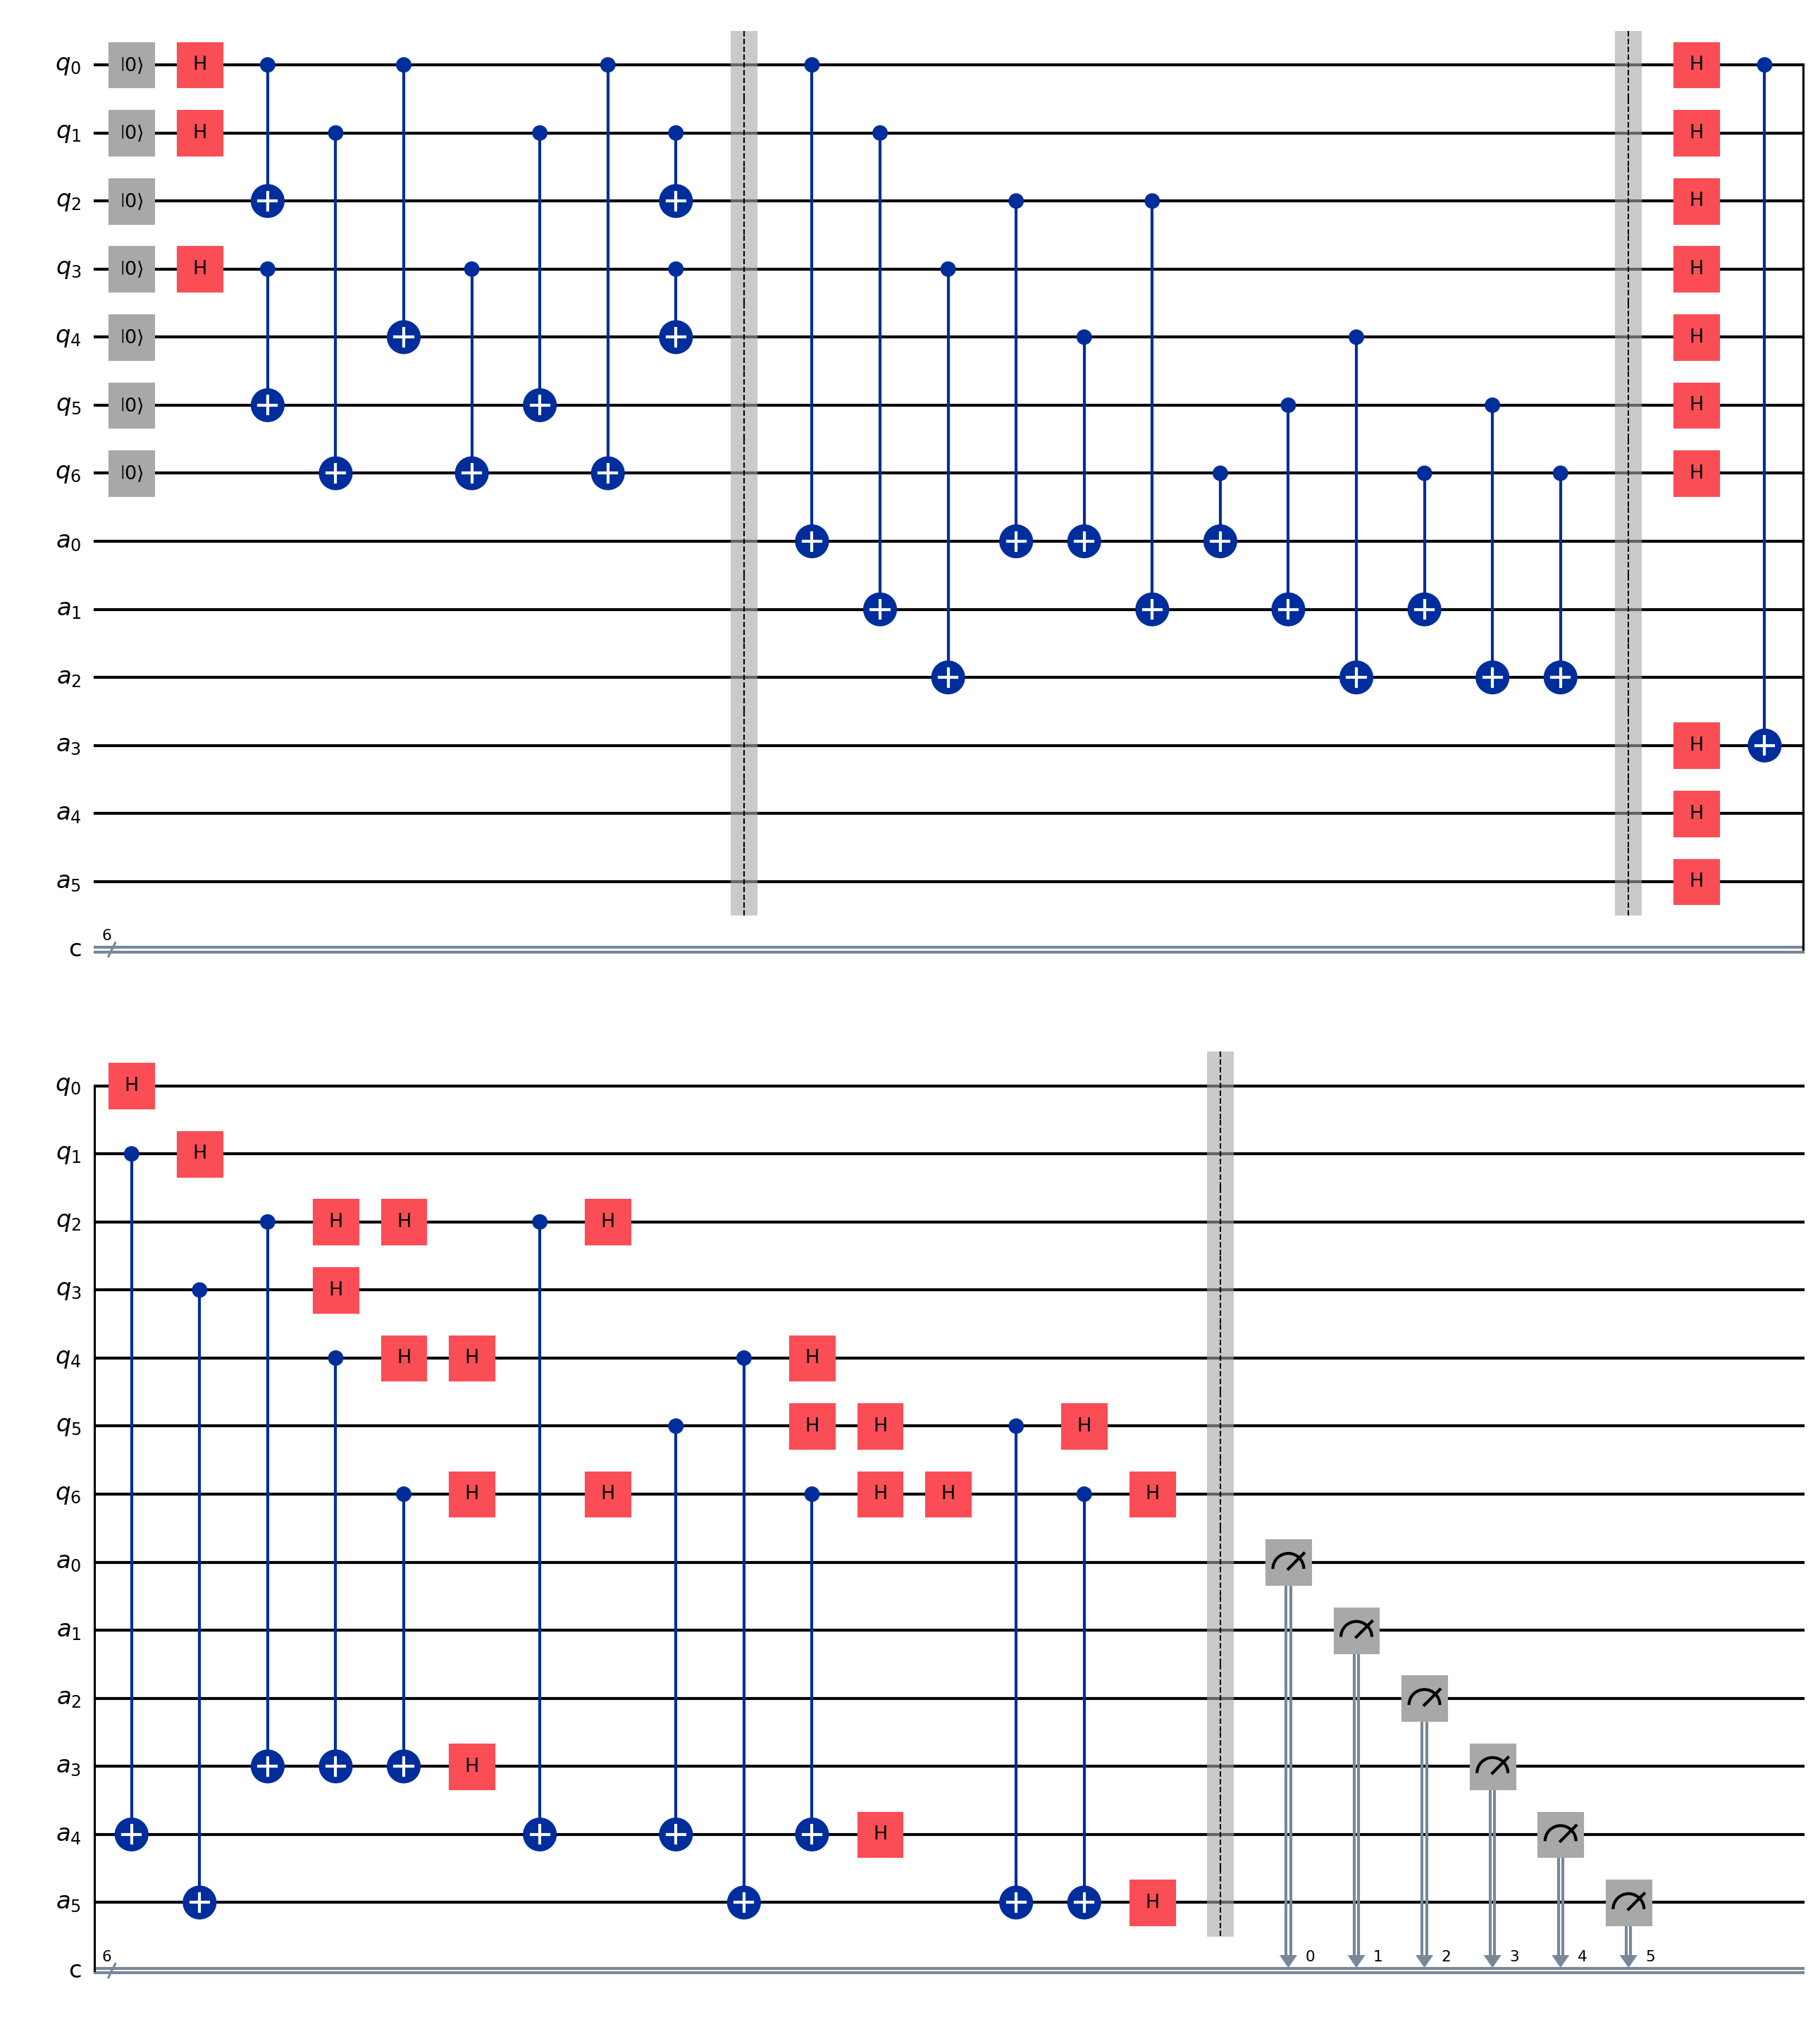 q0 |0⟩ H H
q1 |0⟩ H H
q2 |0⟩ H
q3 |0⟩ H H
q4 |0⟩ H
q5 |0⟩ H
q6 |0⟩ H
a0
a1
a2
a3 H
a4 H
a5 H
c 6
q0 H
q1 H
q2 H H H
q3 H
q4 H H H
q5 H H H
q6 H H H H H
a0
a1
a2
a3 H
a4 H
a5 H
c 6 0 1 2 3 4 5